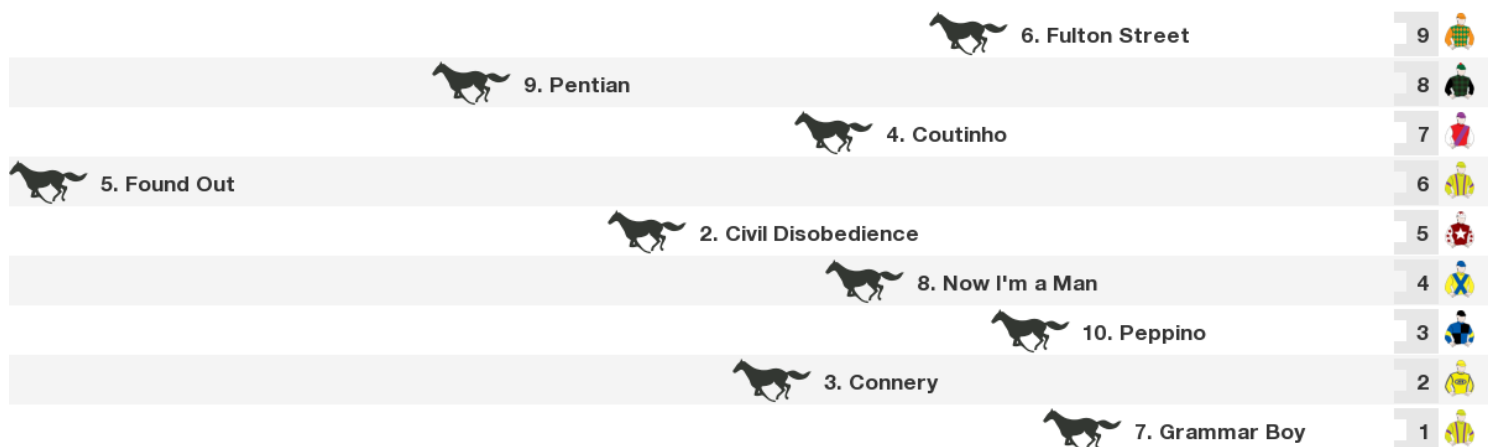 6. Fulton Street 9
9. Pentian 8
4. Coutinho 7
5. Found Out 6
2. Civil Disobedience 5
8. Now I'm a Man 4
10. Peppino 3
3. Connery 2
7. Grammar Boy 1